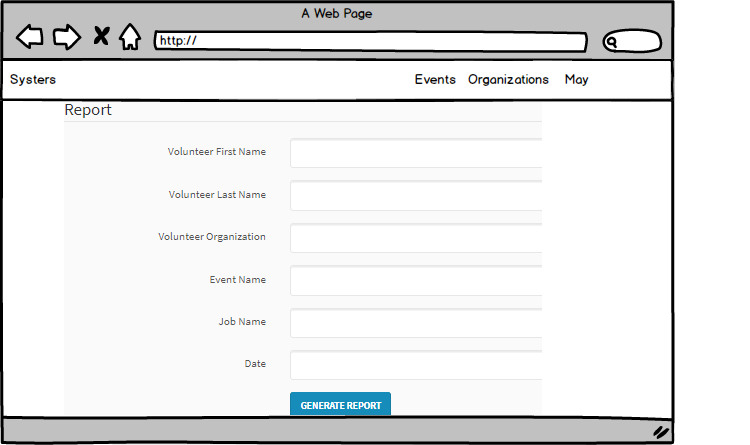 A Web Page
http://
Systers Events Organizations May
Report
Volunteer First Name
Volunteer Last Name
Volunteer Organization
Event Name
Job Name
Date
GENERATE REPORT